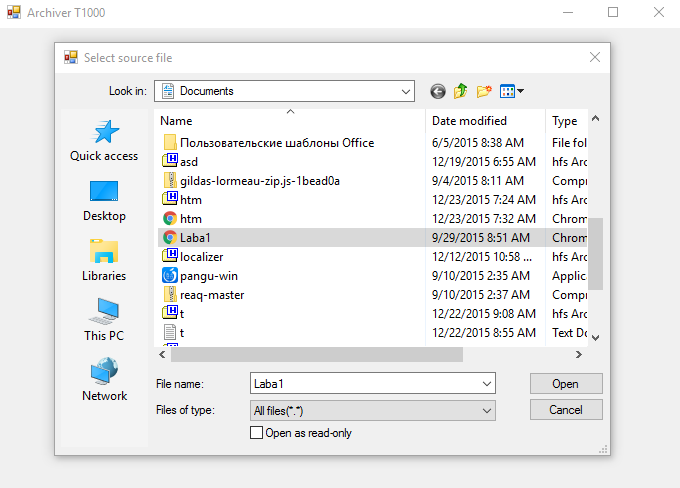 Archiver T1000
Select source file
Look in: Documents
Name Date modified Type
Пользовательские шаблоны Office 6/5/2015 8:38 AM File fol
asd 12/19/2015 6:55 AM hfs Arc
gildas-lormeau-zip.js-1bead0a 9/4/2015 8:11 AM Compr
htm 12/23/2015 7:24 AM hfs Arc
htm 12/23/2015 7:32 AM Chrom
Laba1 9/29/2015 8:51 AM Chrom
localizer 12/12/2015 10:58 ... hfs Arc
pangu-win 9/10/2015 2:35 AM Applic
reaq-master 9/10/2015 2:37 AM Compr
t 12/22/2015 9:08 AM hfs Arc
t 12/22/2015 8:55 AM Text Do
Quick access
Desktop
Libraries
This PC
Network
File name: Laba1 Open
Files of type: All files(*.*) Cancel
Open as read-only